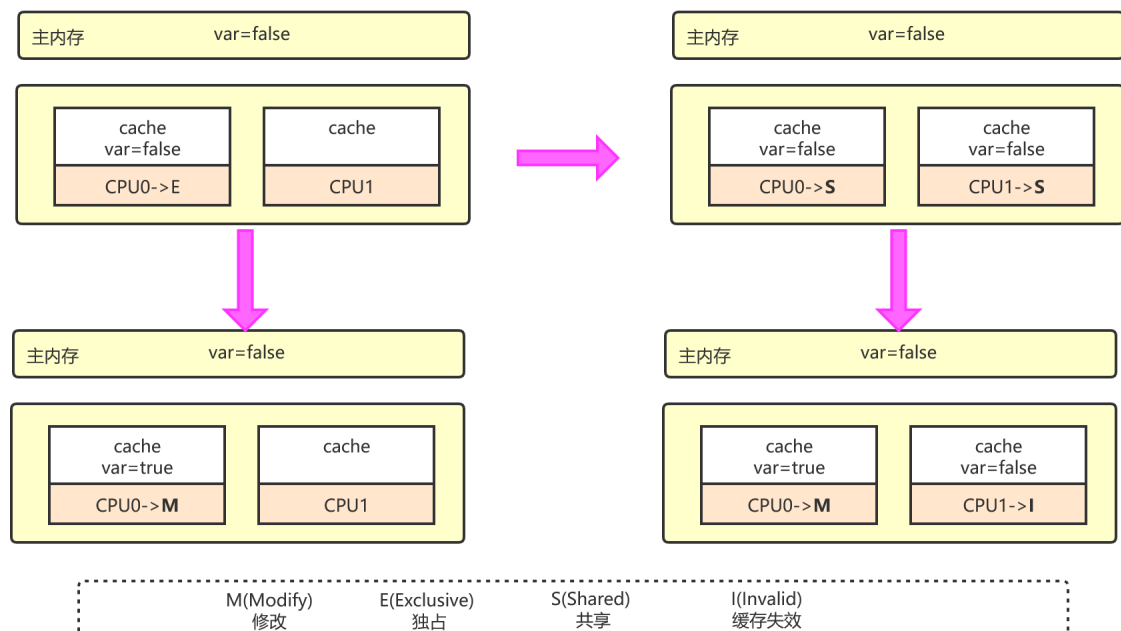 主内存 var=false
cache
var=false
CPU0->E
cache
CPU1
主内存 var=false
cache
var=false
CPU0->S
cache
var=false
CPU1->S
主内存 var=false
cache
var=true
CPU0->M
cache
CPU1
主内存 var=false
cache
var=true
CPU0->M
cache
var=false
CPU1->I
M(Modify)
修改
E(Exclusive)
独占
S(Shared)
共享
I(Invalid)
缓存失效